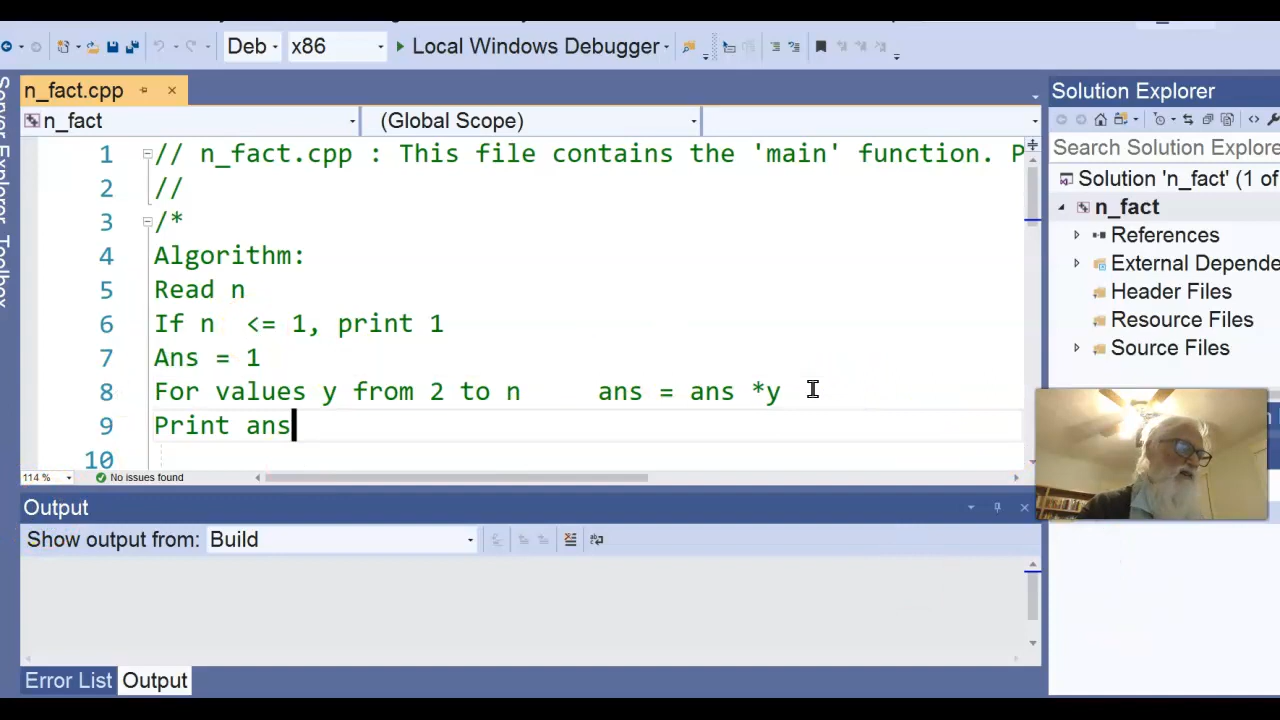 Deb x86 Local Windows Debugger
n_fact.cpp
n_fact (Global Scope)
1 // n_fact.cpp : This file contains the 'main' function. P
2 //
3 /*
4 Algorithm:
5 Read n
6 If n <= 1, print 1
7 Ans = 1
8 For values y from 2 to n ans = ans *y
9 Print ans
10
114 % No issues found
Output
Show output from: Build
Error List Output
Server Explorer Toolbox
Solution Explorer
Search Solution Explore
Solution 'n_fact' (1 of
n_fact
References
External Depende
Header Files
Resource Files
Source Files